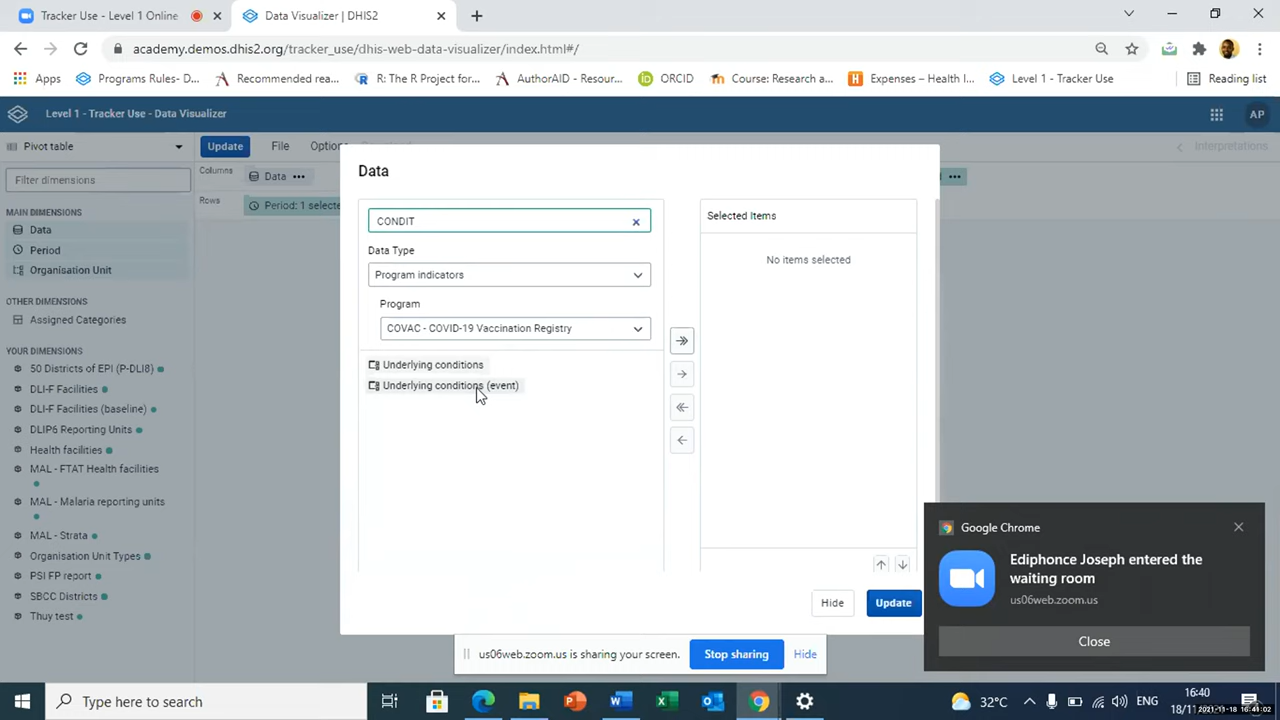 Tracker Use - Level 1 Online
Data Visualizer | DHIS2
academy.demos.dhis2.org/tracker_use/dhis-web-data-visualizer/index.html#/
Apps
Programs Rules- D...
Recommended rea...
R: The R Project for...
AuthorAID - Resour...
ORCID
Course: Research a...
Expenses – Health I...
Level 1 - Tracker Use
Reading list
Level 1 - Tracker Use - Data Visualizer
AP
Pivot table
Update
File
Options
Interpretations
Filter dimensions
Columns
Data
Rows
Period: 1 selecte
MAIN DIMENSIONS
Data
Period
Organisation Unit
OTHER DIMENSIONS
Assigned Categories
YOUR DIMENSIONS
50 Districts of EPI (P-DLI8)
DLI-F Facilities
DLI-F Facilities (baseline)
DLIP6 Reporting Units
Health facilities
MAL - FTAT Health facilities
MAL - Malaria reporting units
MAL - Strata
Organisation Unit Types
PSI FP report
SBCC Districts
Thuy test
Data
CONDIT
Data Type
Program indicators
Program
COVAC - COVID-19 Vaccination Registry
Underlying conditions
Underlying conditions (event)
Selected Items
No items selected
Hide
Update
Google Chrome
Ediphonce Joseph entered the
waiting room
us06web.zoom.us
Close
us06web.zoom.us is sharing your screen.
Stop sharing
Hide
Type here to search
32°C
ENG
16:40
18/11
2021-11-18 16:41:02